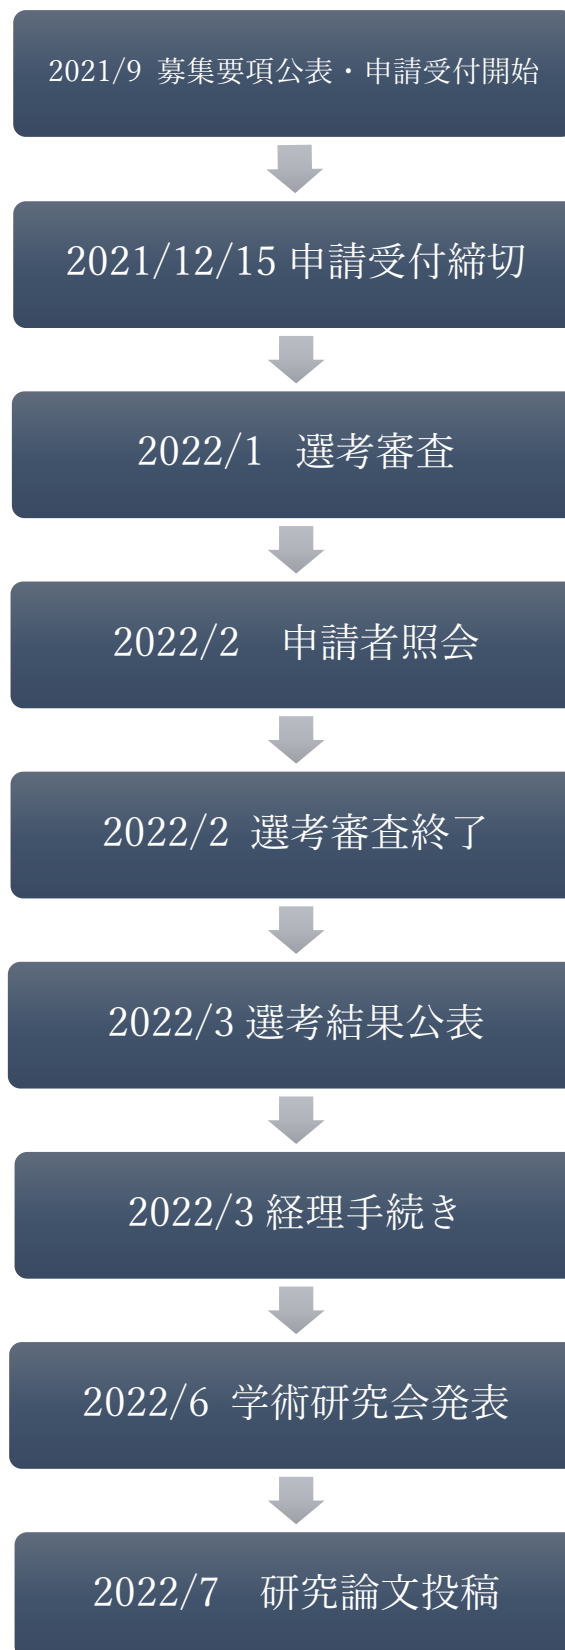 2021/9 募集要項公表・申請受付開始
2021/12/15 申請受付締切
2022/1 選考審査
2022/2 申請者照会
2022/2 選考審査終了
2022/3 選考結果公表
2022/3 経理手続き
2022/6 学術研究会発表
2022/7 研究論文投稿